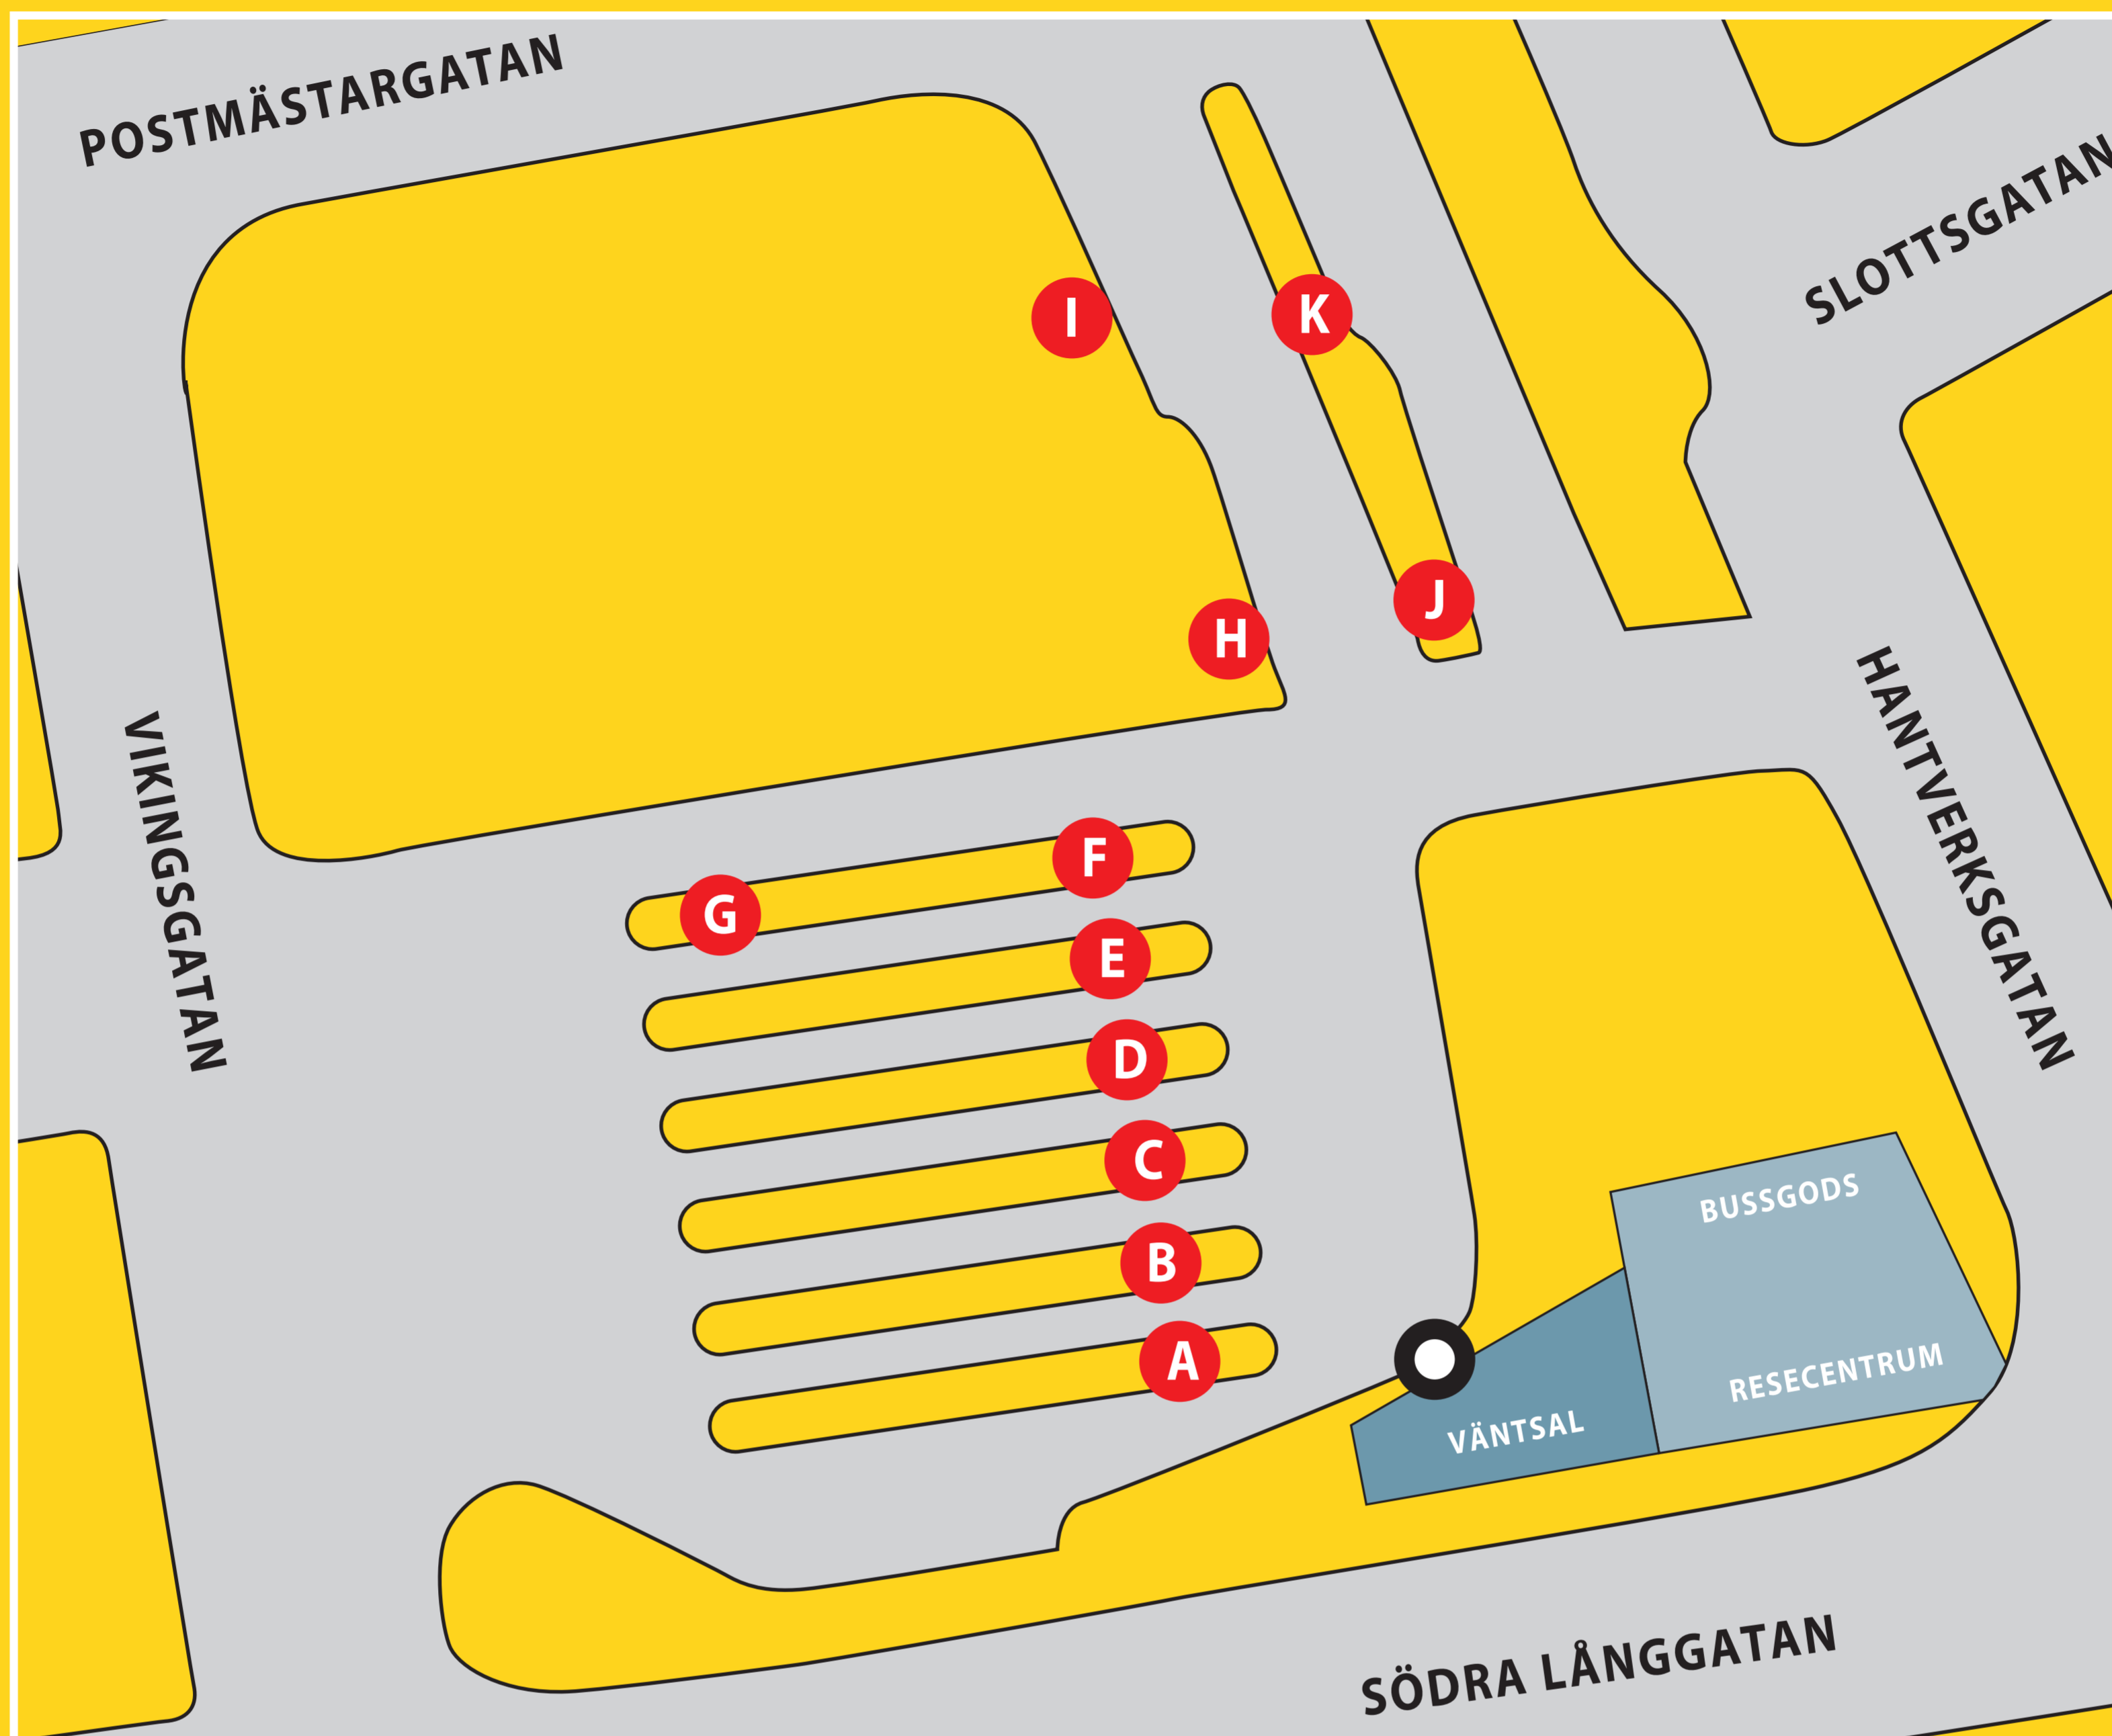 POSTMÄSTARGATAN
SLOTTSGATAN
I
K
J
H
VIKINGSGATAN
HANTVERKSGATAN
F
G
E
D
C
B
A
BUSSGODS
RESECENTRUM
VÄNTSAL
SÖDRA LÅNGGATAN